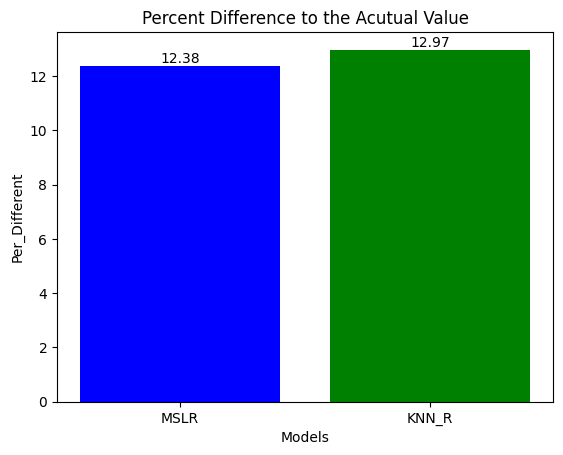 Percent Difference to the Acutual Value
12.38
12.97
12
10
8
6
4
2
0
Per_Different
MSLR
KNN_R
Models